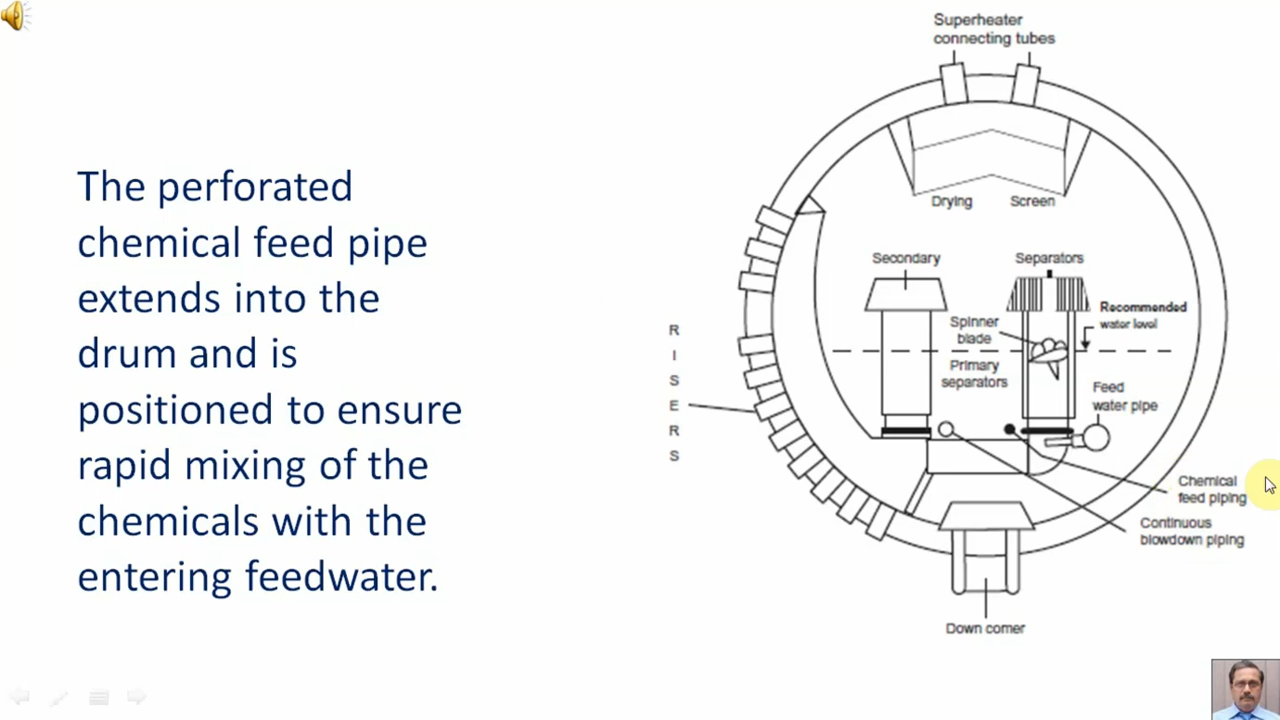 The perforated
chemical feed pipe
extends into the
drum and is
positioned to ensure
rapid mixing of the
chemicals with the
entering feedwater.
Superheater
connecting tubes
Drying
Screen
Secondary
Separators
Recommended
water level
Spinner
blade
Primary
separators
Feed
water pipe
R
I
S
E
R
S
Chemical
feed piping
Continuous
blowdown piping
Down comer